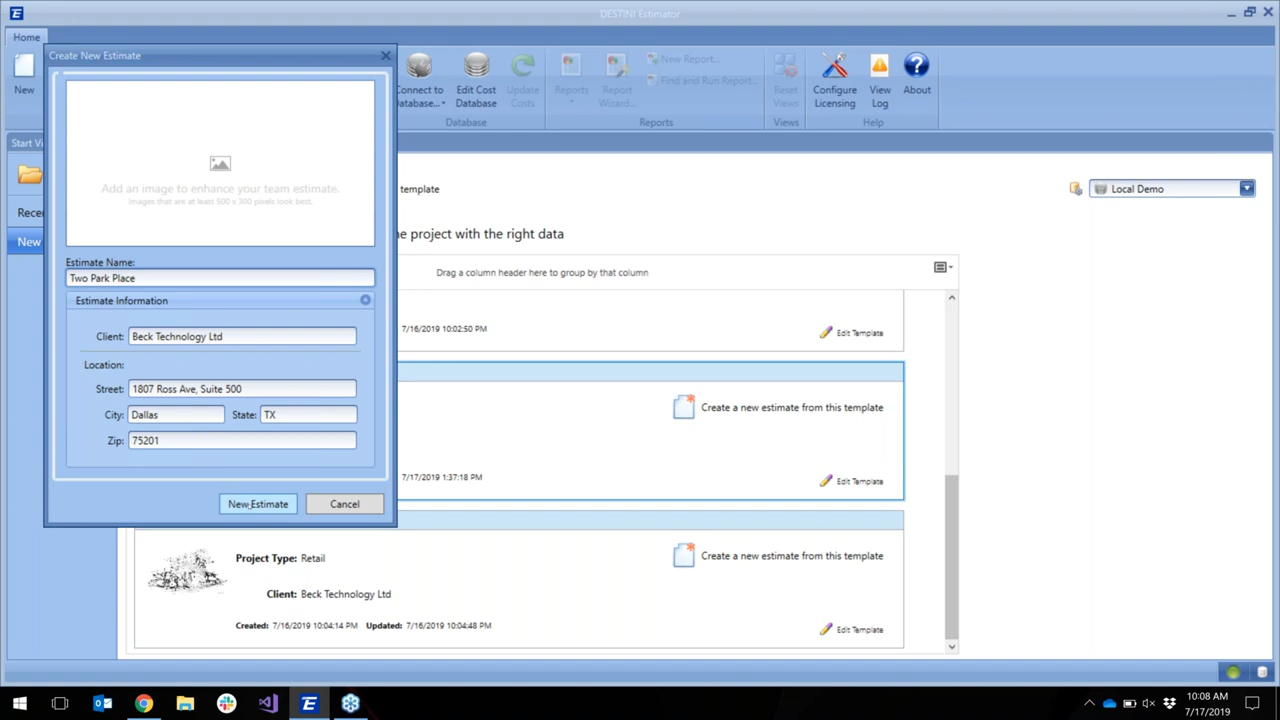 DESTINI Estimator
Home
Create New Estimate
New
Connect to Database...
Edit Cost Database
Update Costs
Database
Reports
Report Wizard...
New Report...
Find and Run Report...
Reports
Reset Views
Views
Configure Licensing
View Log
About
Help
Start Vi
Add an image to enhance your team estimate.
Images that are at least 500 x 300 pixels look best.
template
Local Demo
Recen
New
e project with the right data
Estimate Name:
Two Park Place
Drag a column header here to group by that column
Estimate Information
Client: Beck Technology Ltd
7/16/2019 10:02:50 PM
Edit Template
Location:
Street: 1807 Ross Ave, Suite 500
City: Dallas State: TX
Zip: 75201
Create a new estimate from this template
7/17/2019 1:37:18 PM
Edit Template
New Estimate
Cancel
Project Type: Retail
Create a new estimate from this template
Client: Beck Technology Ltd
Created: 7/16/2019 10:04:14 PM Updated: 7/16/2019 10:04:48 PM
Edit Template
10:08 AM
7/17/2019